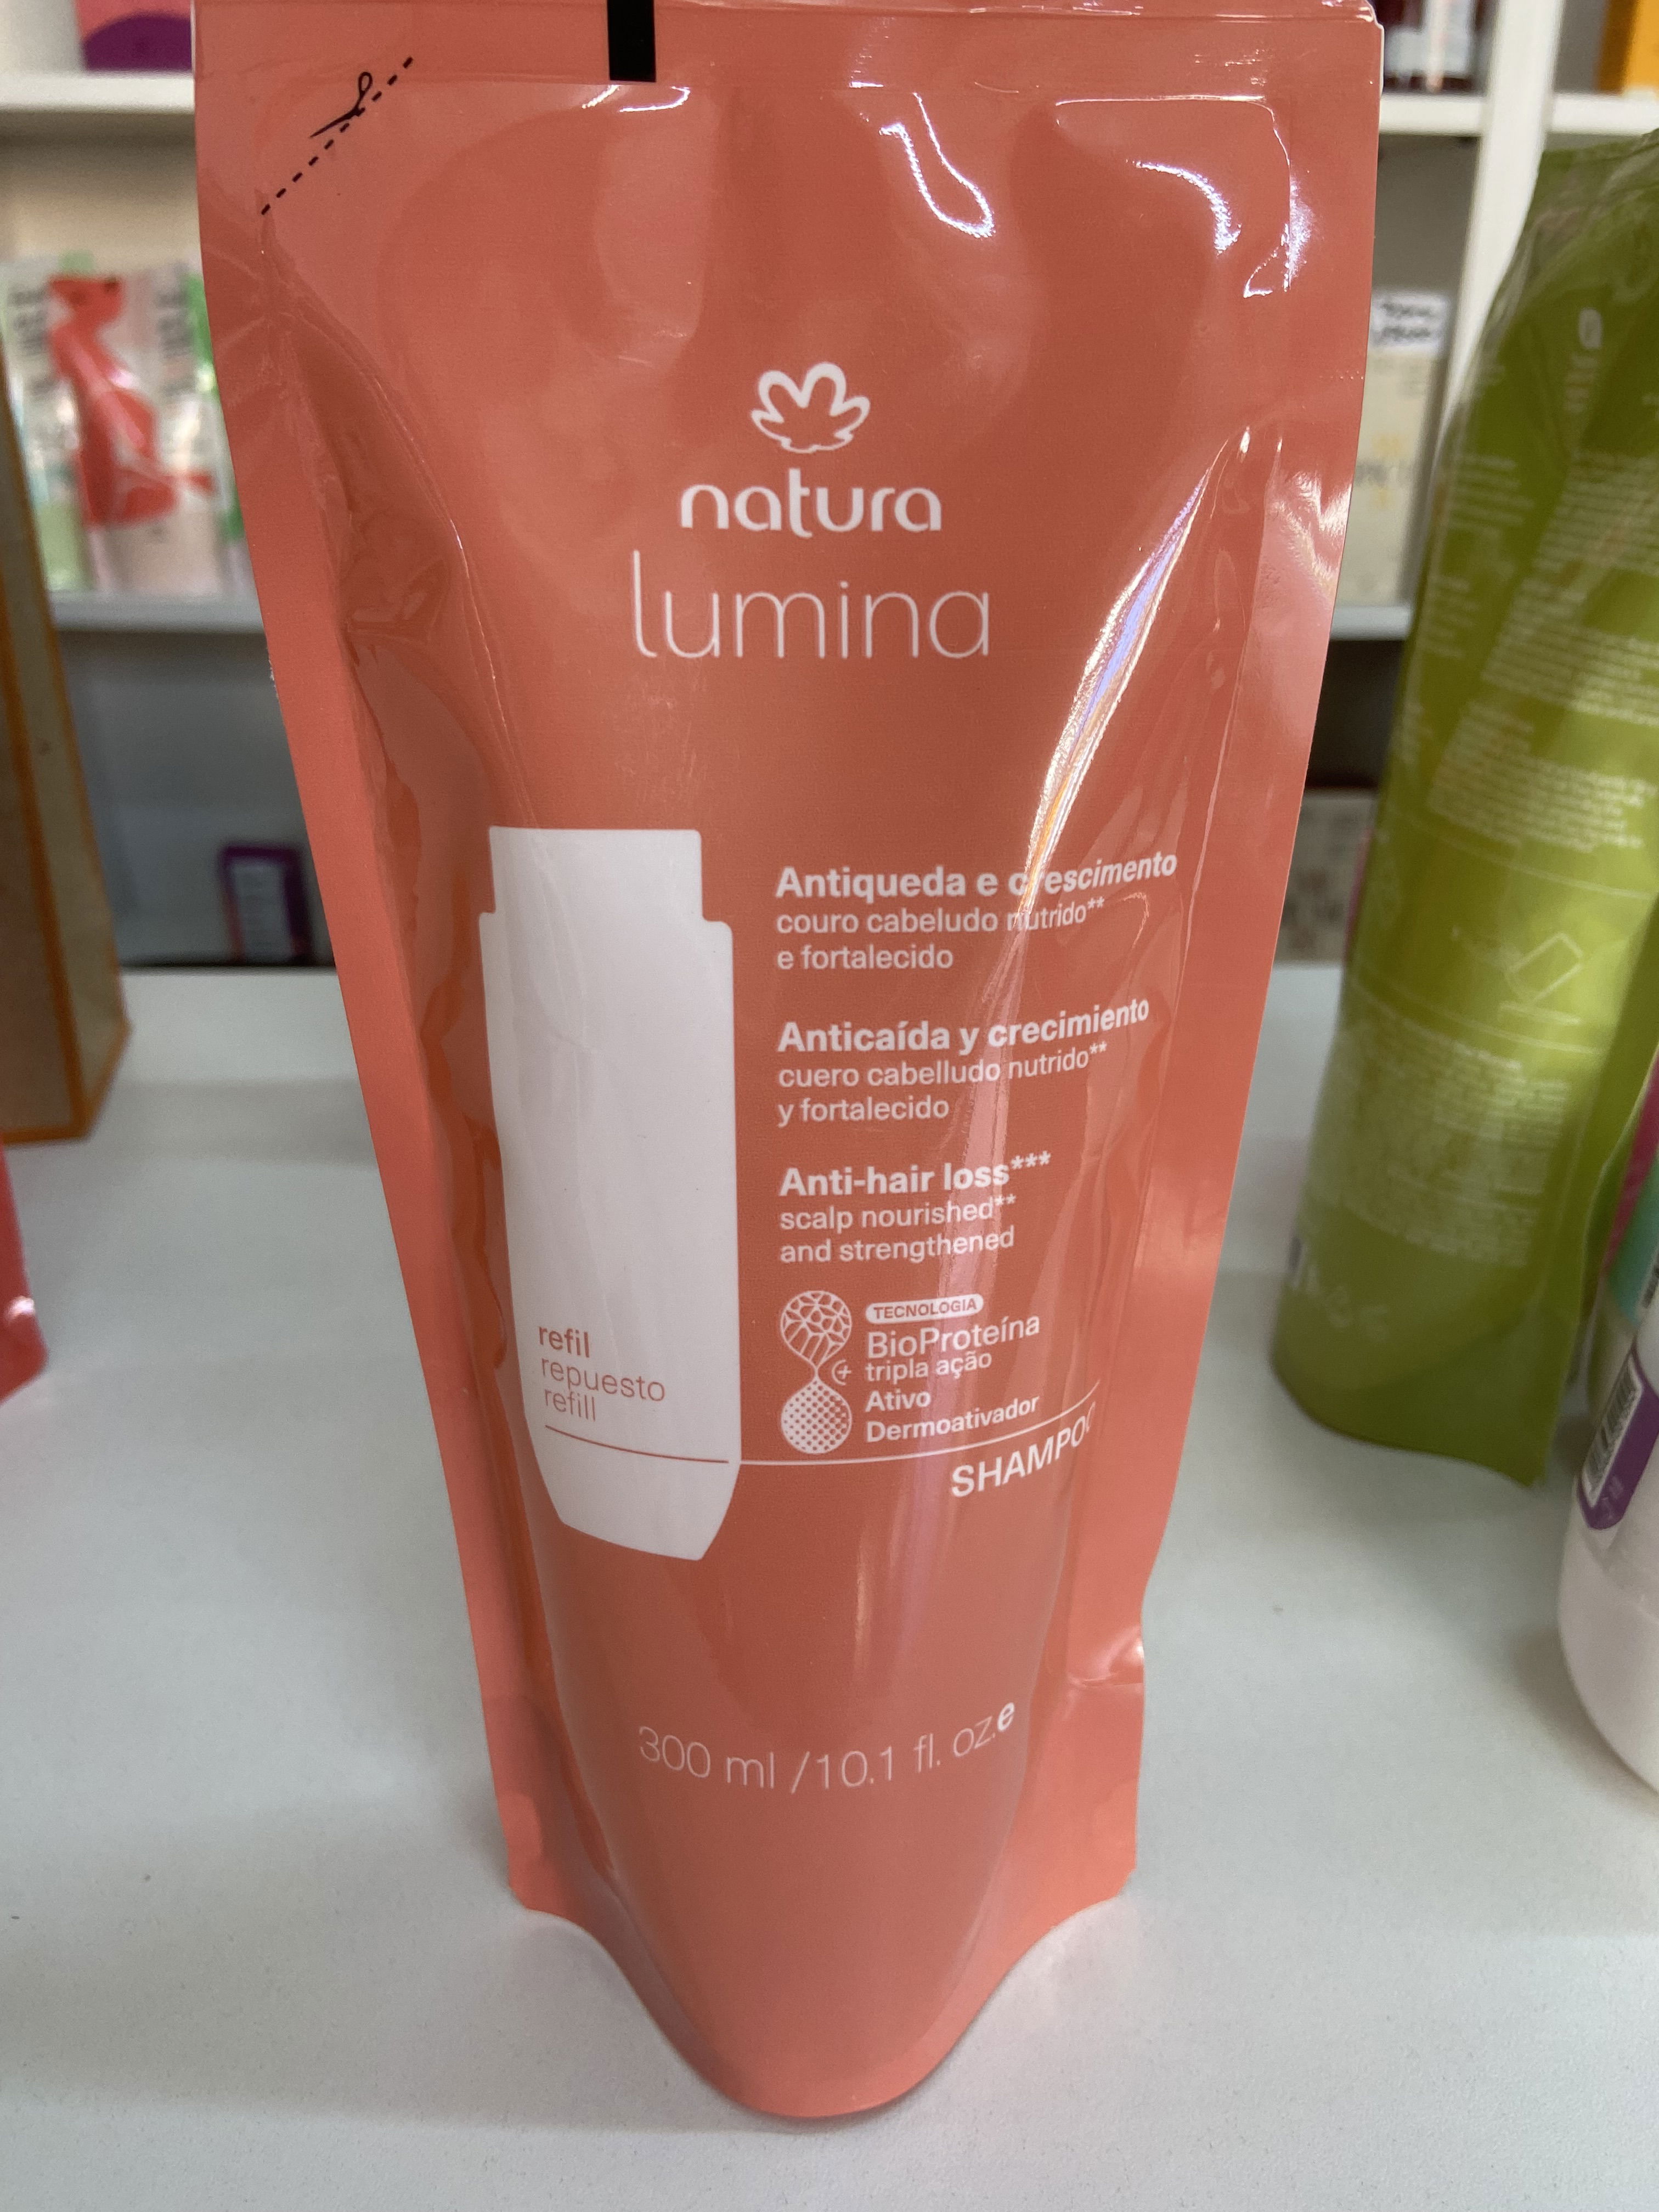 natura
lumina
Antiqueda e crescimento
couro cabeludo nutrido**
e fortalecido
Anticaída y crecimiento
cuero cabelludo nutrido**
y fortalecido
Anti-hair loss***
scalp nourished**
and strengthened
TECNOLOGIA
BioProteína
tripla ação
+
Ativo
Dermoativador
refil
repuesto
refill
SHAMPOO
300 ml /10.1 fl. oz.e